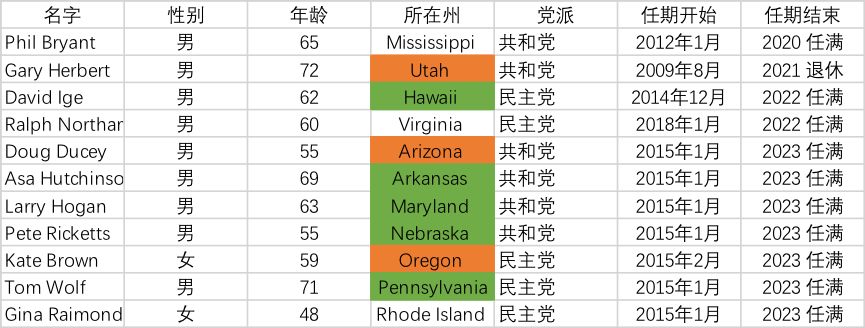 名字 性别 年龄 所在州 党派 任期开始 任期结束
Phil Bryant 男 65 Mississippi 共和党 2012年1月 2020 任满
Gary Herbert 男 72 Utah 共和党 2009年8月 2021 退休
David Ige 男 62 Hawaii 民主党 2014年12月 2022 任满
Ralph Northan 男 60 Virginia 民主党 2018年1月 2022 任满
Doug Ducey 男 55 Arizona 共和党 2015年1月 2023 任满
Asa Hutchinso 男 69 Arkansas 共和党 2015年1月 2023 任满
Larry Hogan 男 63 Maryland 共和党 2015年1月 2023 任满
Pete Ricketts 男 55 Nebraska 共和党 2015年1月 2023 任满
Kate Brown 女 59 Oregon 民主党 2015年2月 2023 任满
Tom Wolf 男 71 Pennsylvania 民主党 2015年1月 2023 任满
Gina Raimond 女 48 Rhode Island 民主党 2015年1月 2023 任满